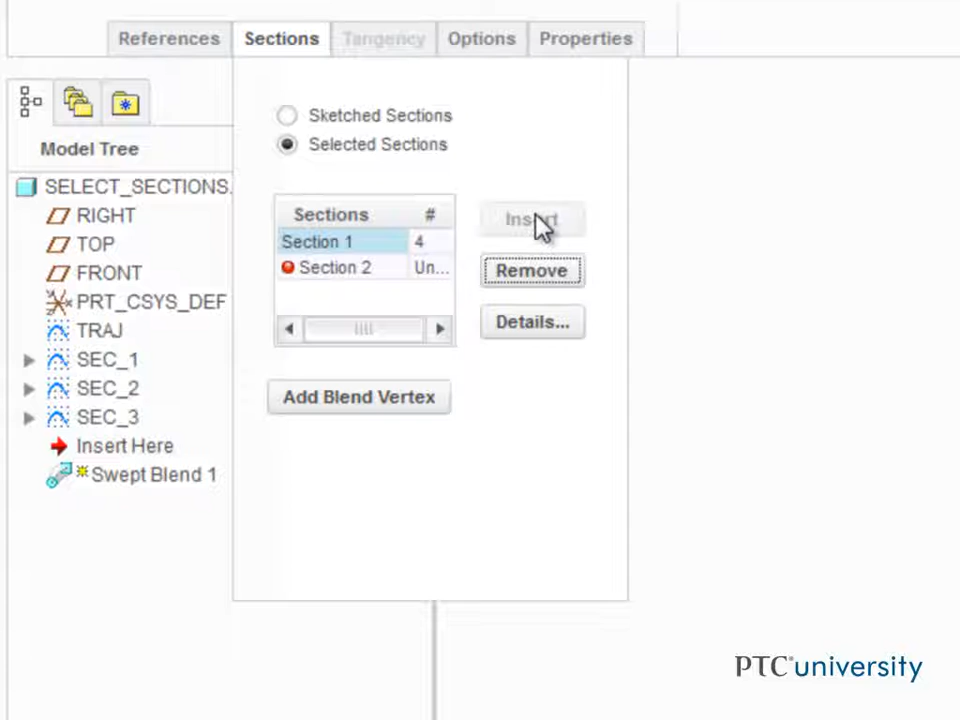 References Sections Tangency Options Properties
Sketched Sections
Selected Sections
Model Tree
SELECT_SECTIONS.
RIGHT
TOP
FRONT
PRT_CSYS_DEF
TRAJ
SEC_1
SEC_2
SEC_3
Insert Here
Swept Blend 1
Sections #
Section 1 4
Section 2 Un...
Insert
Remove
Details...
Add Blend Vertex
PTC university